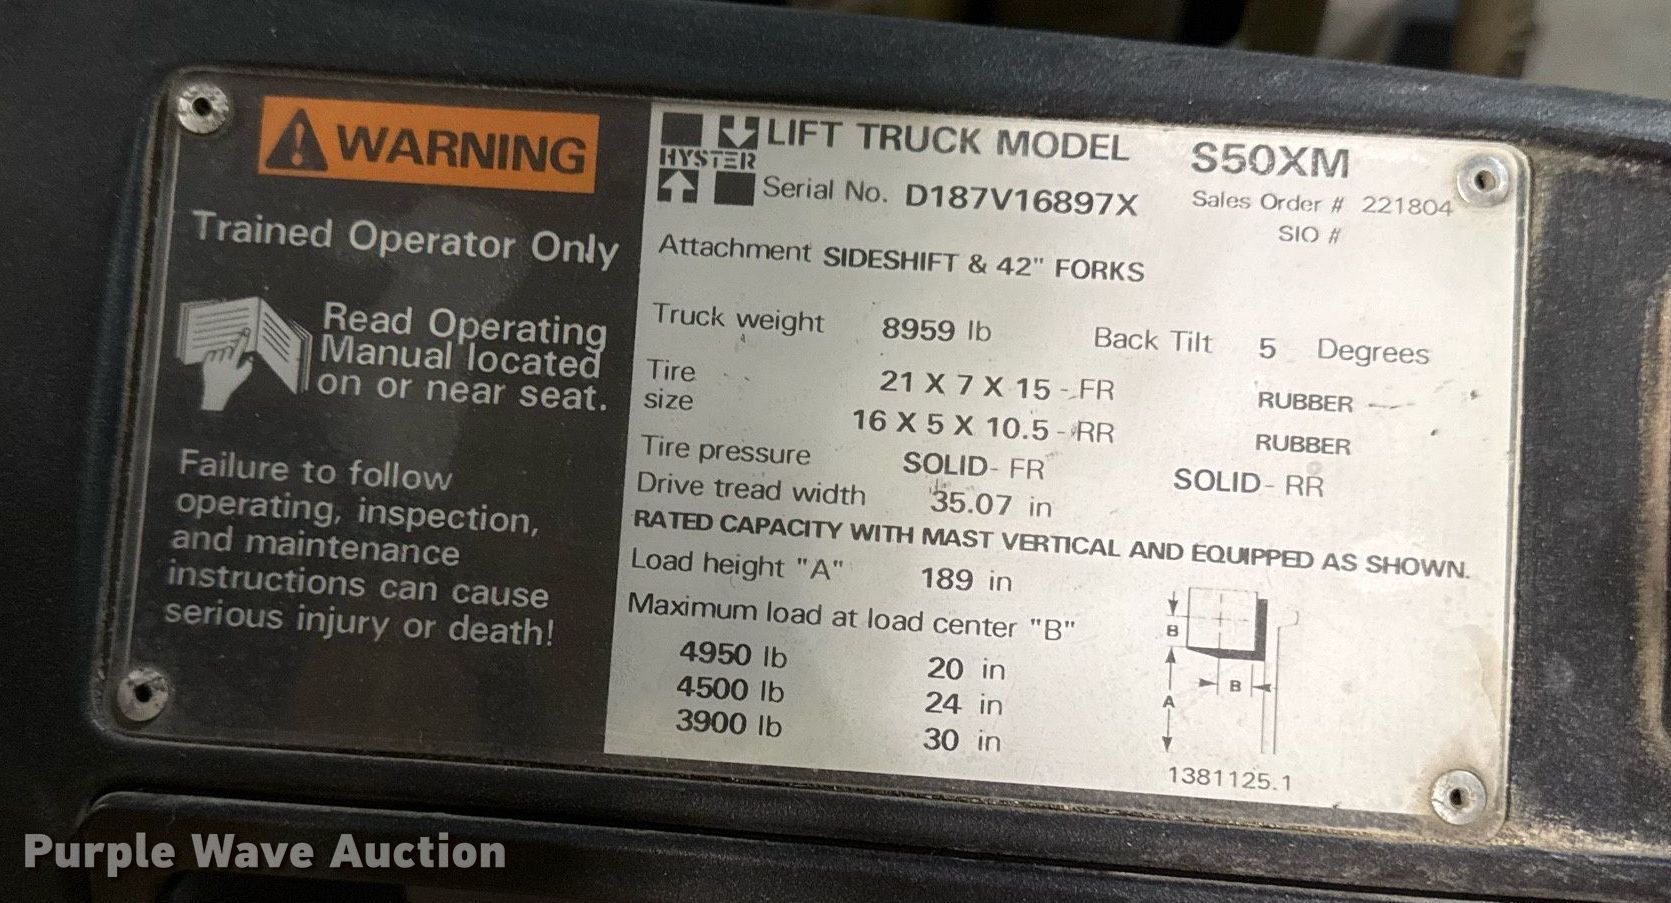 WARNING
Trained Operator Only
Read Operating
Manual located
on or near seat.
Failure to follow
operating, inspection,
and maintenance
instructions can cause
serious injury or death!
HYSTER
LIFT TRUCK MODEL S50XM
Serial No. D187V16897X Sales Order # 221804
SIO #
Attachment SIDESHIFT & 42" FORKS
Truck weight 8959 lb Back Tilt 5 Degrees
Tire 21 X 7 X 15 - FR RUBBER
size 16 X 5 X 10.5 - RR RUBBER
Tire pressure SOLID - FR SOLID - RR
Drive tread width 35.07 in
RATED CAPACITY WITH MAST VERTICAL AND EQUIPPED AS SHOWN.
Load height "A" 189 in
Maximum load at load center "B"
4950 lb 20 in
4500 lb 24 in
3900 lb 30 in
B
B
A
1381125.1
Purple Wave Auction